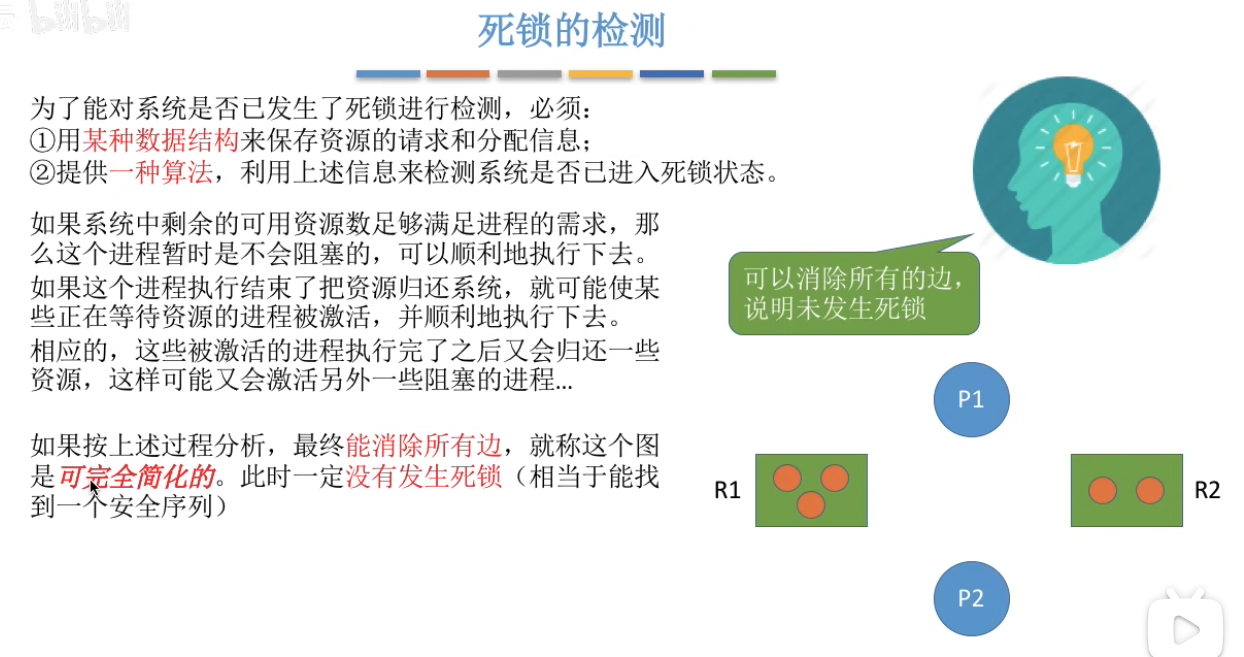 bilibili
死锁的检测
为了能对系统是否已发生了死锁进行检测，必须：
①用某种数据结构来保存资源的请求和分配信息；
②提供一种算法，利用上述信息来检测系统是否已进入死锁状态。
如果系统中剩余的可用资源数足够满足进程的需求，那
么这个进程暂时是不会阻塞的，可以顺利地执行下去。
如果这个进程执行结束了把资源归还系统，就可能使某
些正在等待资源的进程被激活，并顺利地执行下去。
相应的，这些被激活的进程执行完了之后又会归还一些
资源，这样可能又会激活另外一些阻塞的进程...
如果按上述过程分析，最终能消除所有边，就称这个图
是可完全简化的。此时一定没有发生死锁（相当于能找
到一个安全序列）
可以消除所有的边，
说明未发生死锁
P1
R1
R2
P2